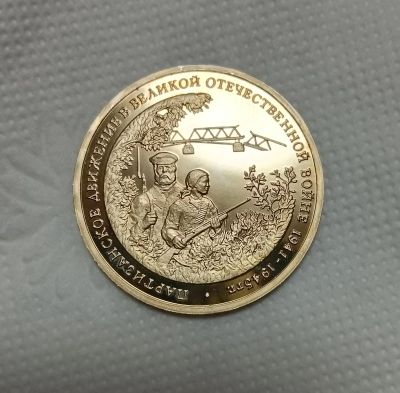 ПАРТИЗАНСКОЕ ДВИЖЕНИЕ В ВЕЛИКОЙ ОТЕЧЕСТВЕННОЙ ВОЙНЕ 1941-1945гг.